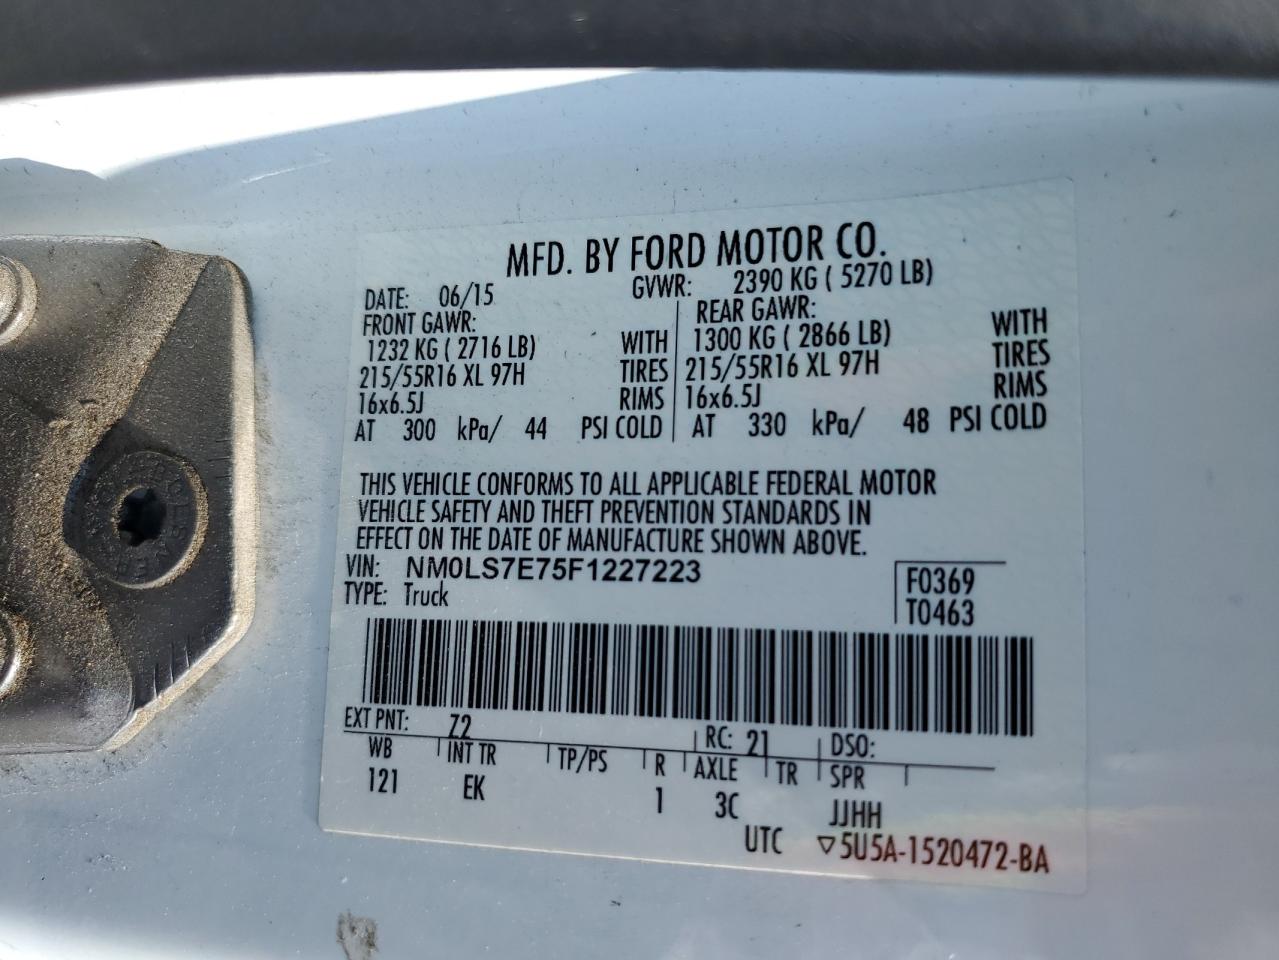 MFD. BY FORD MOTOR CO.
DATE: 06/15 GVWR: 2390 KG ( 5270 LB)
FRONT GAWR: REAR GAWR:
1232 KG ( 2716 LB) WITH 1300 KG ( 2866 LB) WITH
215/55R16 XL 97H TIRES 215/55R16 XL 97H TIRES
16x6.5J RIMS 16x6.5J RIMS
AT 300 kPa/ 44 PSI COLD AT 330 kPa/ 48 PSI COLD
THIS VEHICLE CONFORMS TO ALL APPLICABLE FEDERAL MOTOR
VEHICLE SAFETY AND THEFT PREVENTION STANDARDS IN
EFFECT ON THE DATE OF MANUFACTURE SHOWN ABOVE.
VIN: NM0LS7E75F1227223 F0369
TYPE: Truck T0463
EXT PNT: Z2 RC: 21 DSO:
WB INT TR TP/PS R AXLE TR SPR
121 EK 1 3C JJHH
UTC ▽5U5A-1520472-BA